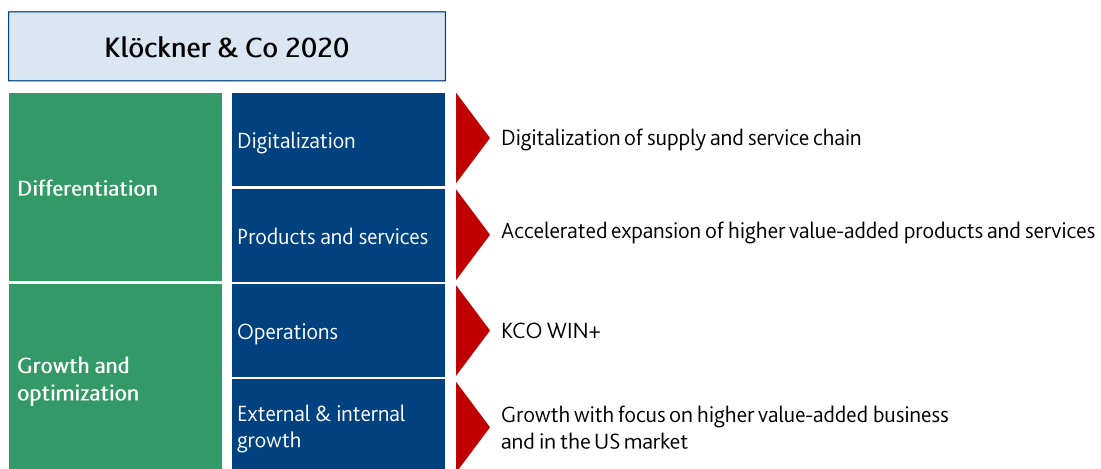 Klöckner & Co 2020
Differentiation
Digitalization
Digitalization of supply and service chain
Products and services
Accelerated expansion of higher value-added products and services
Growth and
optimization
Operations
KCO WIN+
External & internal
growth
Growth with focus on higher value-added business
and in the US market